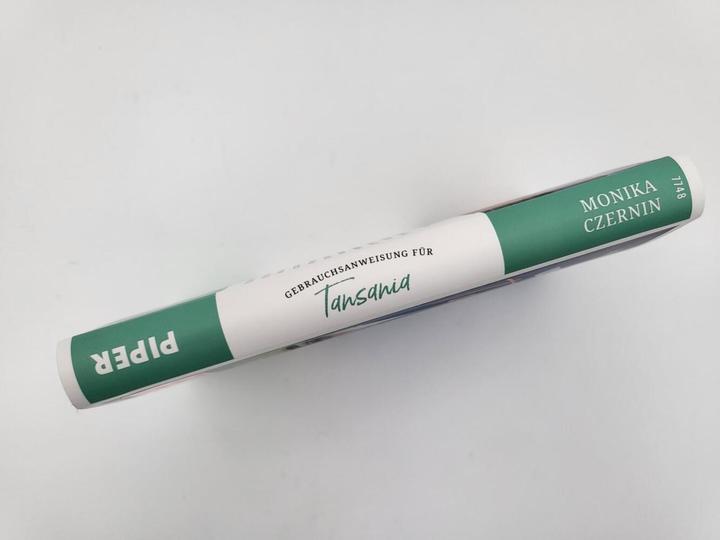 PIPER
GEBRAUCHSANWEISUNG FÜR
Tansania
MONIKA
CZERNIN
7748